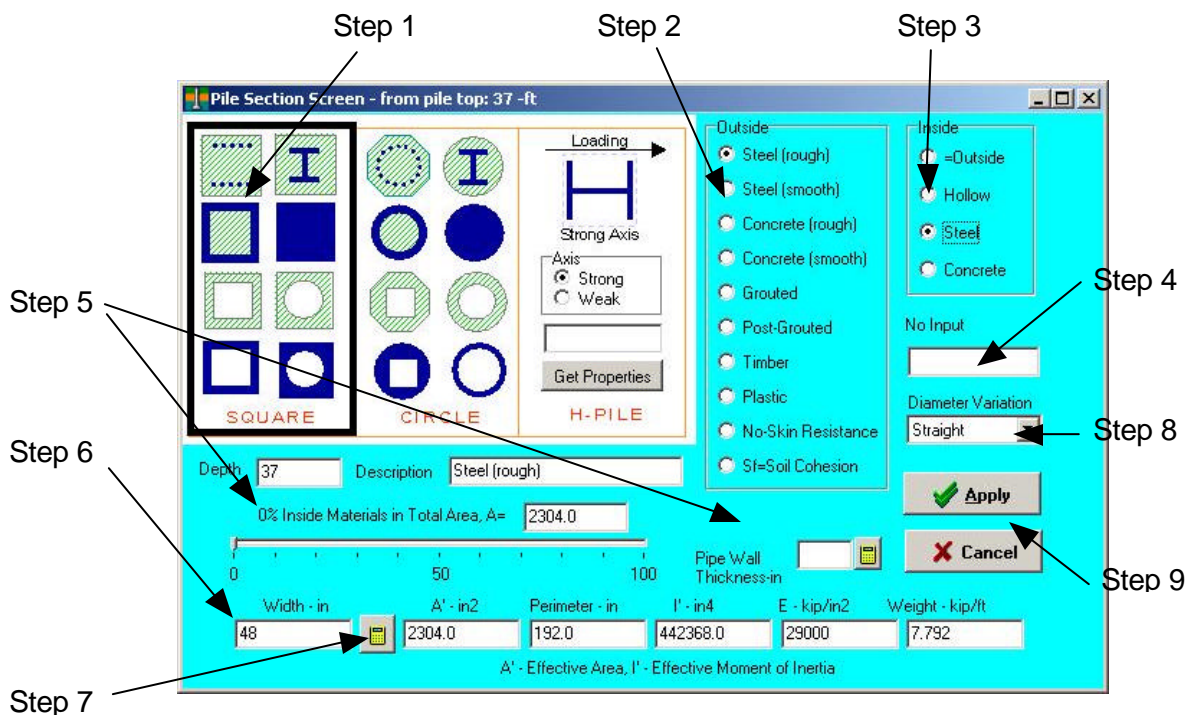 Step 1
Step 2
Step 3
Pile Section Screen - from pile top: 37 -ft
Loading
Strong Axis
Axis
Strong
Weak
Get Properties
SQUARE
CIRCLE
H-PILE
Outside
Steel (rough)
Steel (smooth)
Concrete (rough)
Concrete (smooth)
Grouted
Post-Grouted
Timber
Plastic
No-Skin Resistance
Sf=Soil Cohesion
Inside
=Outside
Hollow
Steel
Concrete
Step 4
No Input
Diameter Variation
Straight
Step 8
Apply
Cancel
Step 9
Step 5
Step 6
Depth 37 Description Steel (rough)
0% Inside Materials in Total Area, A= 2304.0
0 50 100
Pipe Wall
Thickness-in
Width - in A' - in2 Perimeter - in I' - in4 E - kip/in2 Weight - kip/ft
48 2304.0 192.0 442368.0 29000 7.792
A' - Effective Area, I' - Effective Moment of Inertia
Step 7